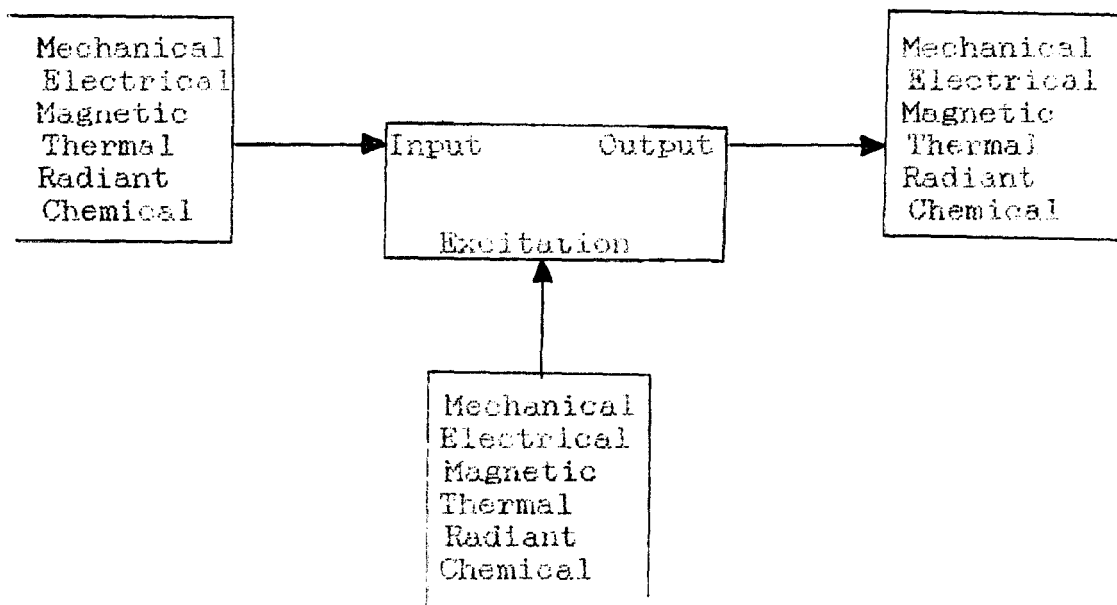 Mechanical
Electrical
Magnetic
Thermal
Radiant
Chemical
Input Output
Excitation
Mechanical
Electrical
Magnetic
Thermal
Radiant
Chemical
Mechanical
Electrical
Magnetic
Thermal
Radiant
Chemical